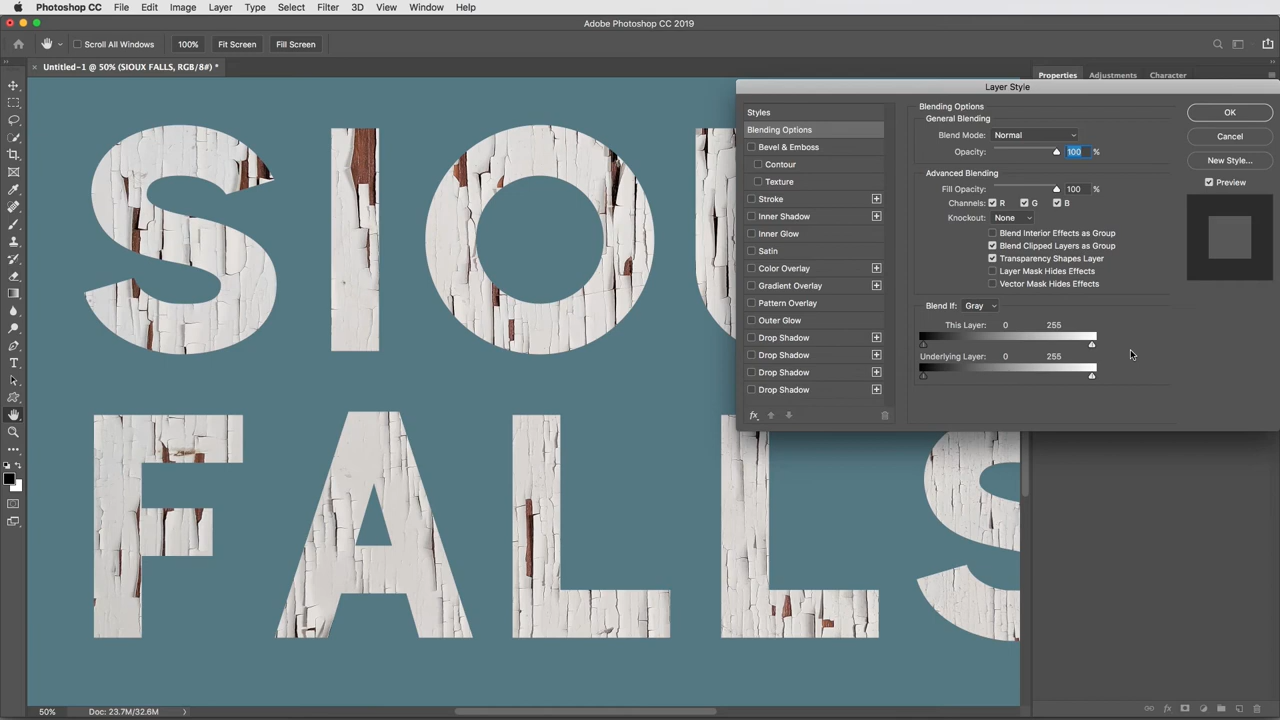 Photoshop CC File Edit Image Layer Type Select Filter 3D View Window Help
Adobe Photoshop CC 2019
Scroll All Windows 100% Fit Screen Fill Screen
× Untitled-1 @ 50% (SIOUX FALLS, RGB/8#) *
Properties Adjustments Character
Layer Style
Styles
Blending Options
Bevel & Emboss
Contour
Texture
Stroke
Inner Shadow
Inner Glow
Satin
Color Overlay
Gradient Overlay
Pattern Overlay
Outer Glow
Drop Shadow
Drop Shadow
Drop Shadow
Drop Shadow
fx
Blending Options
General Blending
Blend Mode: Normal
Opacity: 100 %
Advanced Blending
Fill Opacity: 100 %
Channels: R G B
Knockout: None
Blend Interior Effects as Group
Blend Clipped Layers as Group
Transparency Shapes Layer
Layer Mask Hides Effects
Vector Mask Hides Effects
Blend If: Gray
This Layer: 0 255
Underlying Layer: 0 255
OK
Cancel
New Style...
Preview
SIOU
FALLS
50% Doc: 23.7M/32.6M
fx